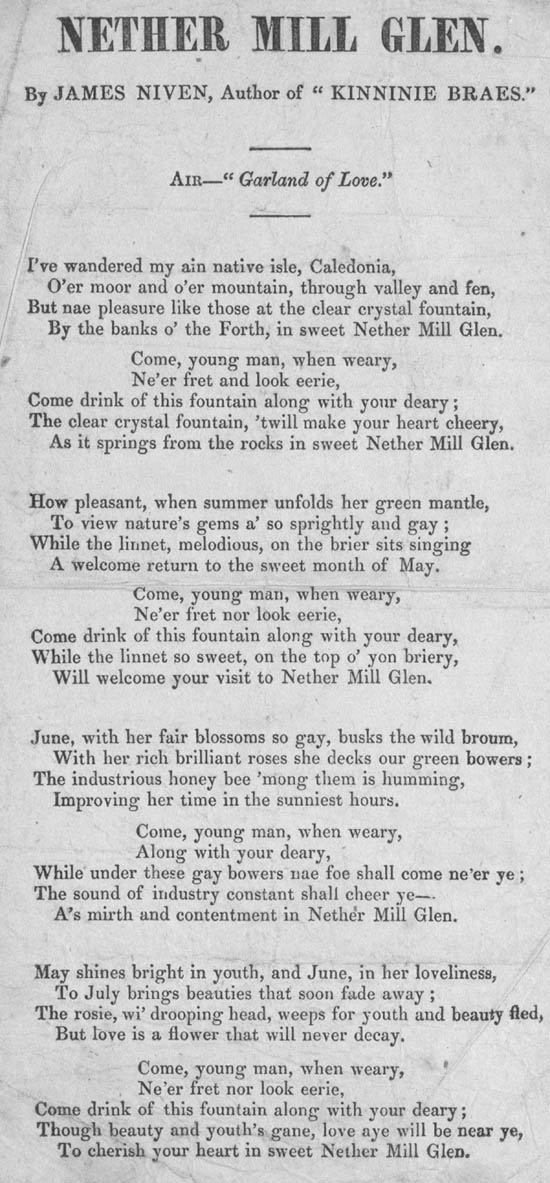 NETHER MILL GLEN.
By JAMES NIVEN, Author of “ KINNINIE BRAES.”
AIR—“ Garland of Love.”
I’ve wandered my ain native isle, Caledonia,
O’er moor and o’er mountain, through valley and fen,
But nae pleasure like those at the clear crystal fountain,
By the banks o’ the Forth, in sweet Nether Mill Glen.
Come, young man, when weary,
Ne’er fret and look eerie,
Come drink of this fountain along with your deary ;
The clear crystal fountain, ’twill make your heart cheery,
As it springs from the rocks in sweet Nether Mill Glen.
How pleasant, when summer unfolds her green mantle,
To view nature’s gems a’ so sprightly and gay ;
While the linnet, melodious, on the brier sits singing
A welcome return to the sweet month of May.
Come, young man, when weary,
Ne’er fret nor look eerie,
Come drink of this fountain along with your deary,
While the linnet so sweet, on the top o’ yon briery,
Will welcome your visit to Nether Mill Glen.
June, with her fair blossoms so gay, busks the wild broum,
With her rich brilliant roses she decks our green bowers ;
The industrious honey bee ’mong them is humming,
Improving her time in the sunniest hours.
Come, young man, when weary,
Along with your deary,
While under these gay bowers nae foe shall come ne’er ye ;
The sound of industry constant shall cheer ye—
A’s mirth and contentment in Nether Mill Glen.
May shines bright in youth, and June, in her loveliness,
To July brings beauties that soon fade away ;
The rosie, wi’ drooping head, weeps for youth and beauty fled,
But love is a flower that will never decay.
Come, young man, when weary,
Ne’er fret nor look eerie,
Come drink of this fountain along with your deary ;
Though beauty and youth’s gane, love aye will be near ye,
To cherish your heart in sweet Nether Mill Glen.